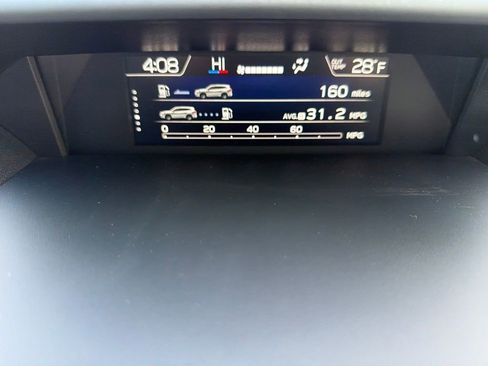 4:08 HI OUT TEMP 28°F
160 miles
AVG. 31.2 MPG
0 20 40 60 MPG